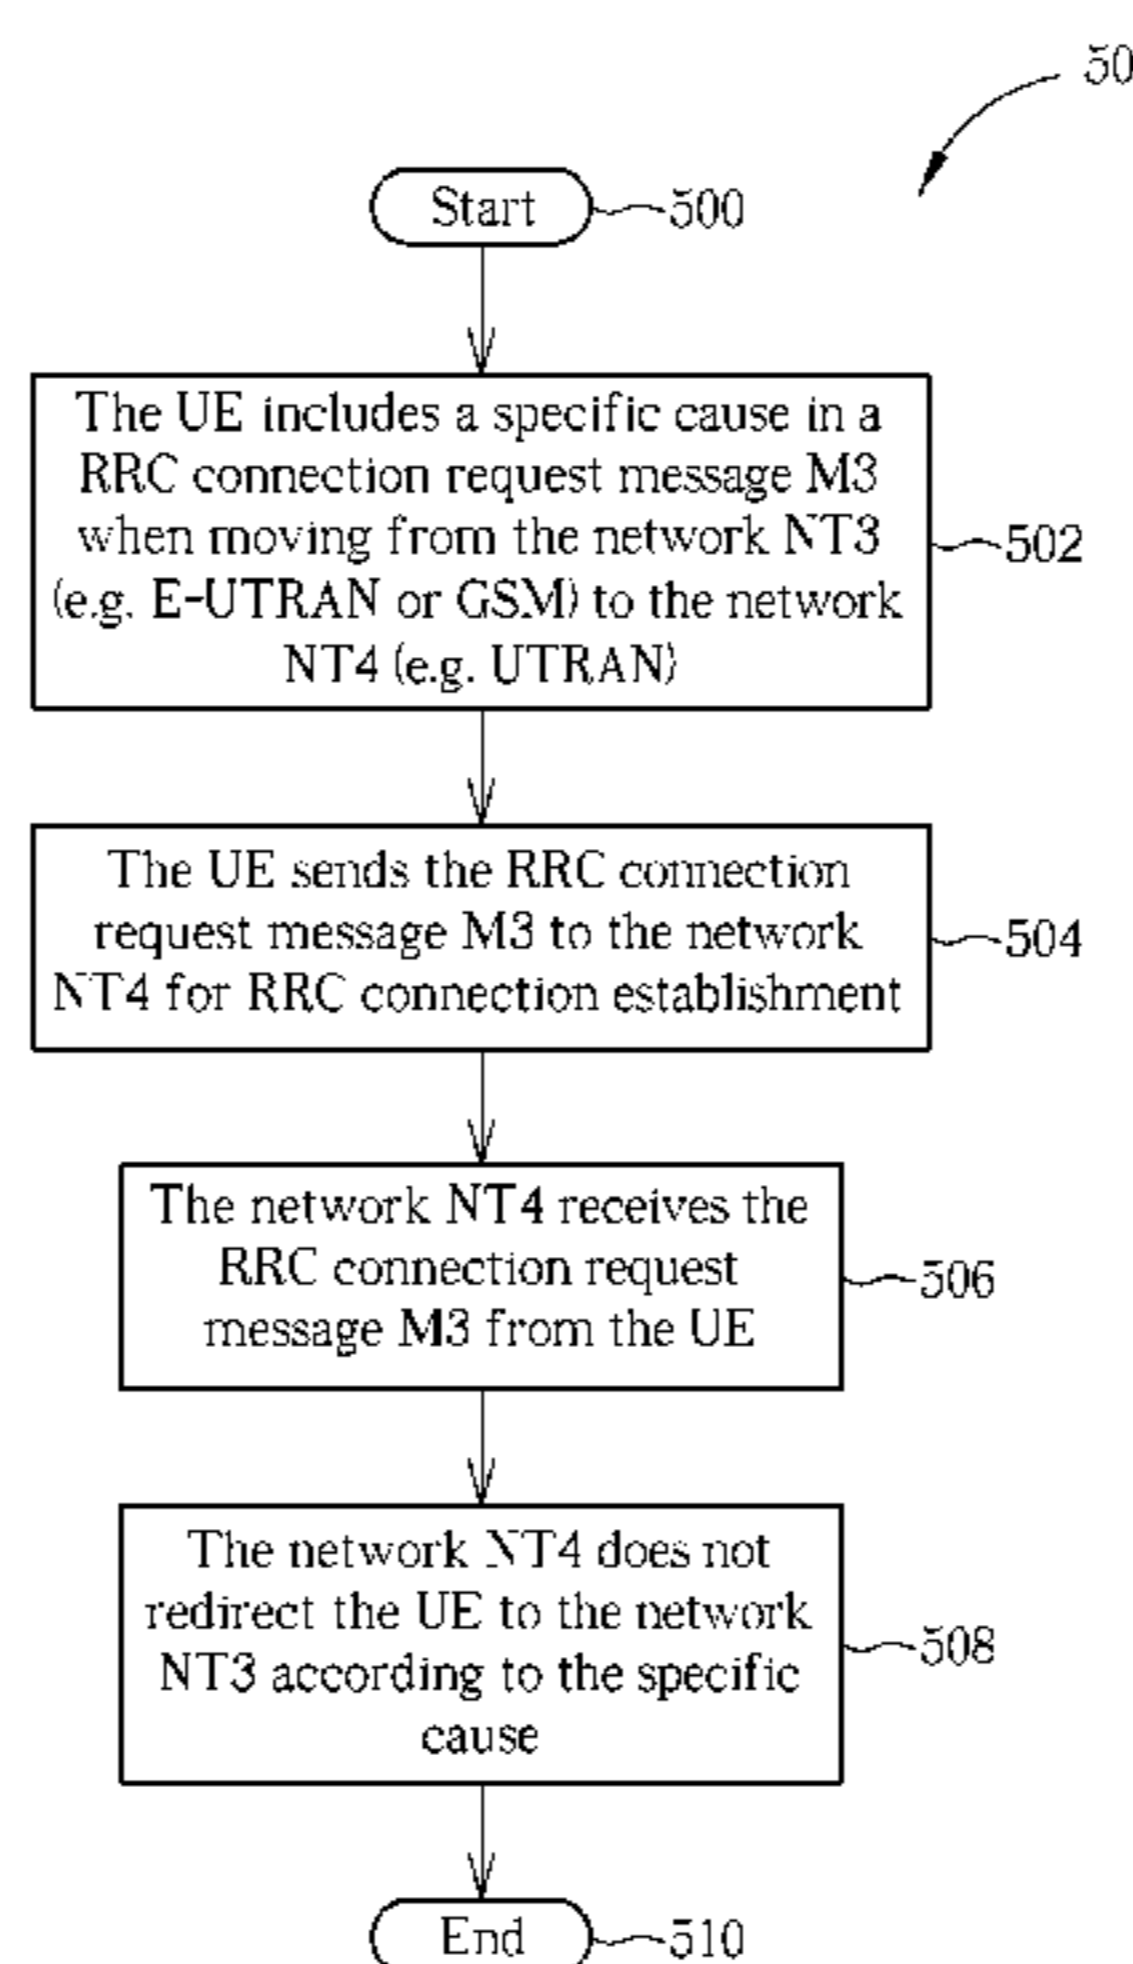 50
Start
500
The UE includes a specific cause in a
RRC connection request message M3
when moving from the network NT3
(e.g. E-UTRAN or GSM) to the network
NT4 (e.g. UTRAN)
502
The UE sends the RRC connection
request message M3 to the network
NT4 for RRC connection establishment
504
The network NT4 receives the
RRC connection request
message M3 from the UE
506
The network NT4 does not
redirect the UE to the network
NT3 according to the specific
cause
508
End
510